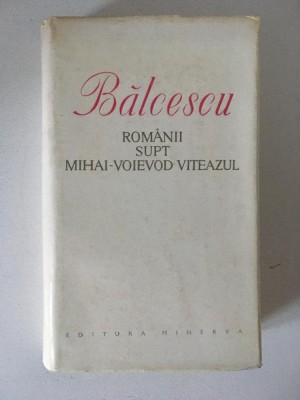 Bălcescu
ROMÂNII
SUPT
MIHAI-VOIEVOD VITEAZUL
EDITURA MINERVA